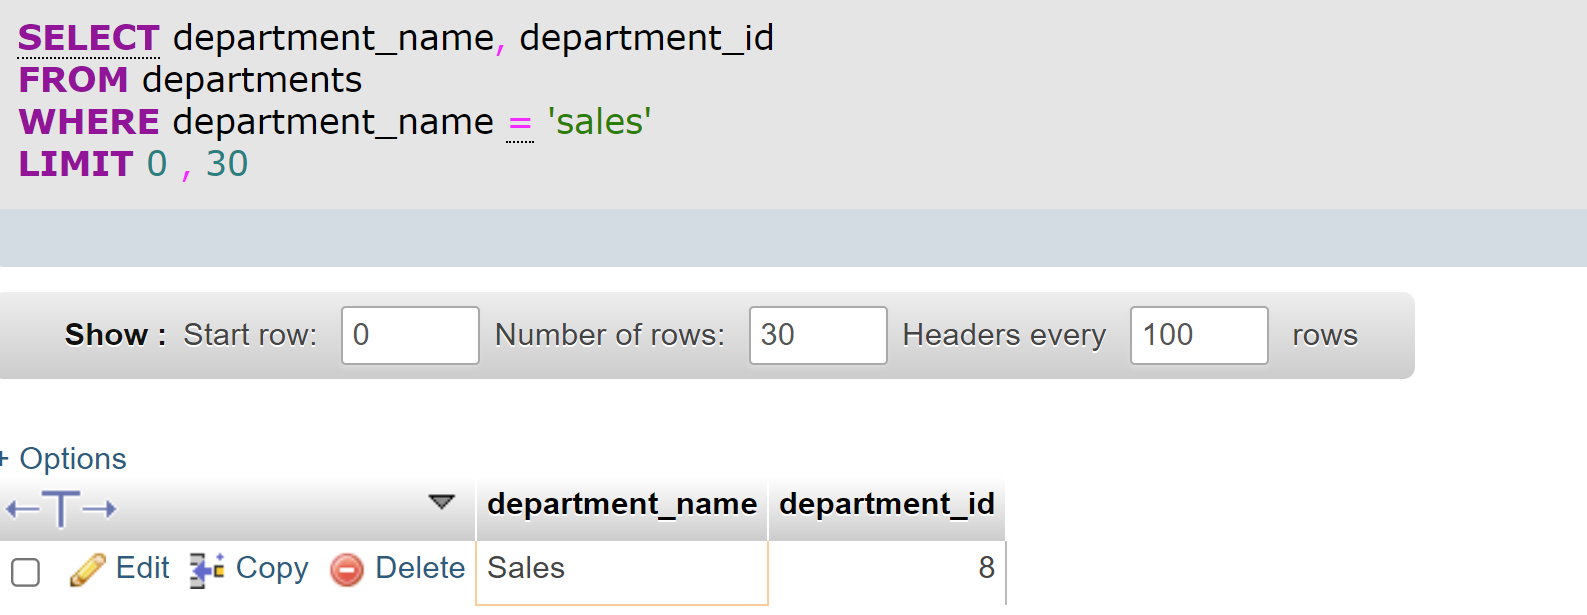 SELECT department_name, department_id
FROM departments
WHERE department_name = 'sales'
LIMIT 0 , 30
Show : Start row: 0 Number of rows: 30 Headers every 100 rows
+ Options
←T→ department_name department_id
Edit Copy Delete Sales 8